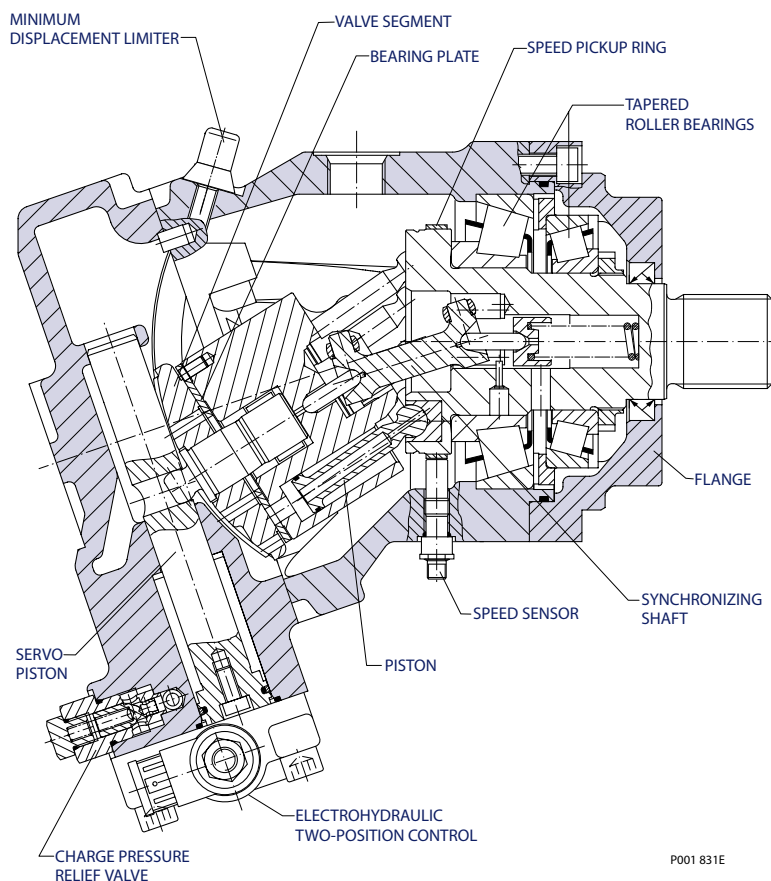 MINIMUM
DISPLACEMENT LIMITER
VALVE SEGMENT
BEARING PLATE
SPEED PICKUP RING
TAPERED
ROLLER BEARINGS
FLANGE
SYNCHRONIZING
SHAFT
SPEED SENSOR
PISTON
SERVO
PISTON
ELECTROHYDRAULIC
TWO-POSITION CONTROL
CHARGE PRESSURE
RELIEF VALVE
P001 831E